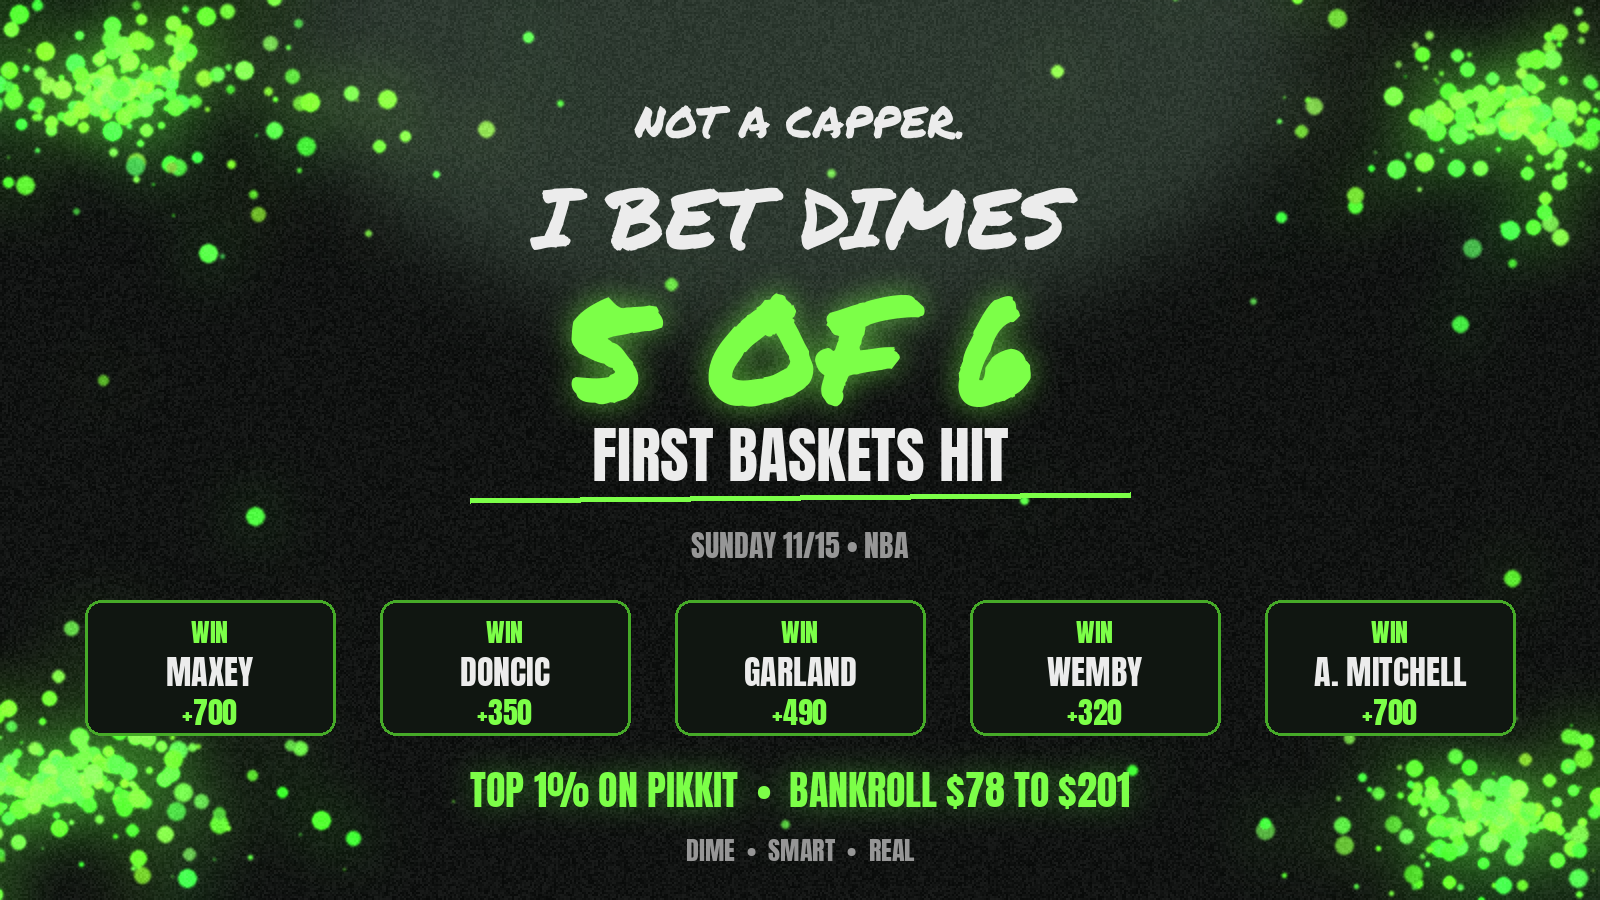 NOT A CAPPER.
I BET DIMES
5 OF 6
FIRST BASKETS HIT
SUNDAY 11/15 • NBA
WIN
MAXEY
+700
WIN
DONCIC
+350
WIN
GARLAND
+490
WIN
WEMBY
+320
WIN
A. MITCHELL
+700
TOP 1% ON PIKKIT • BANKROLL $78 TO $201
DIME • SMART • REAL